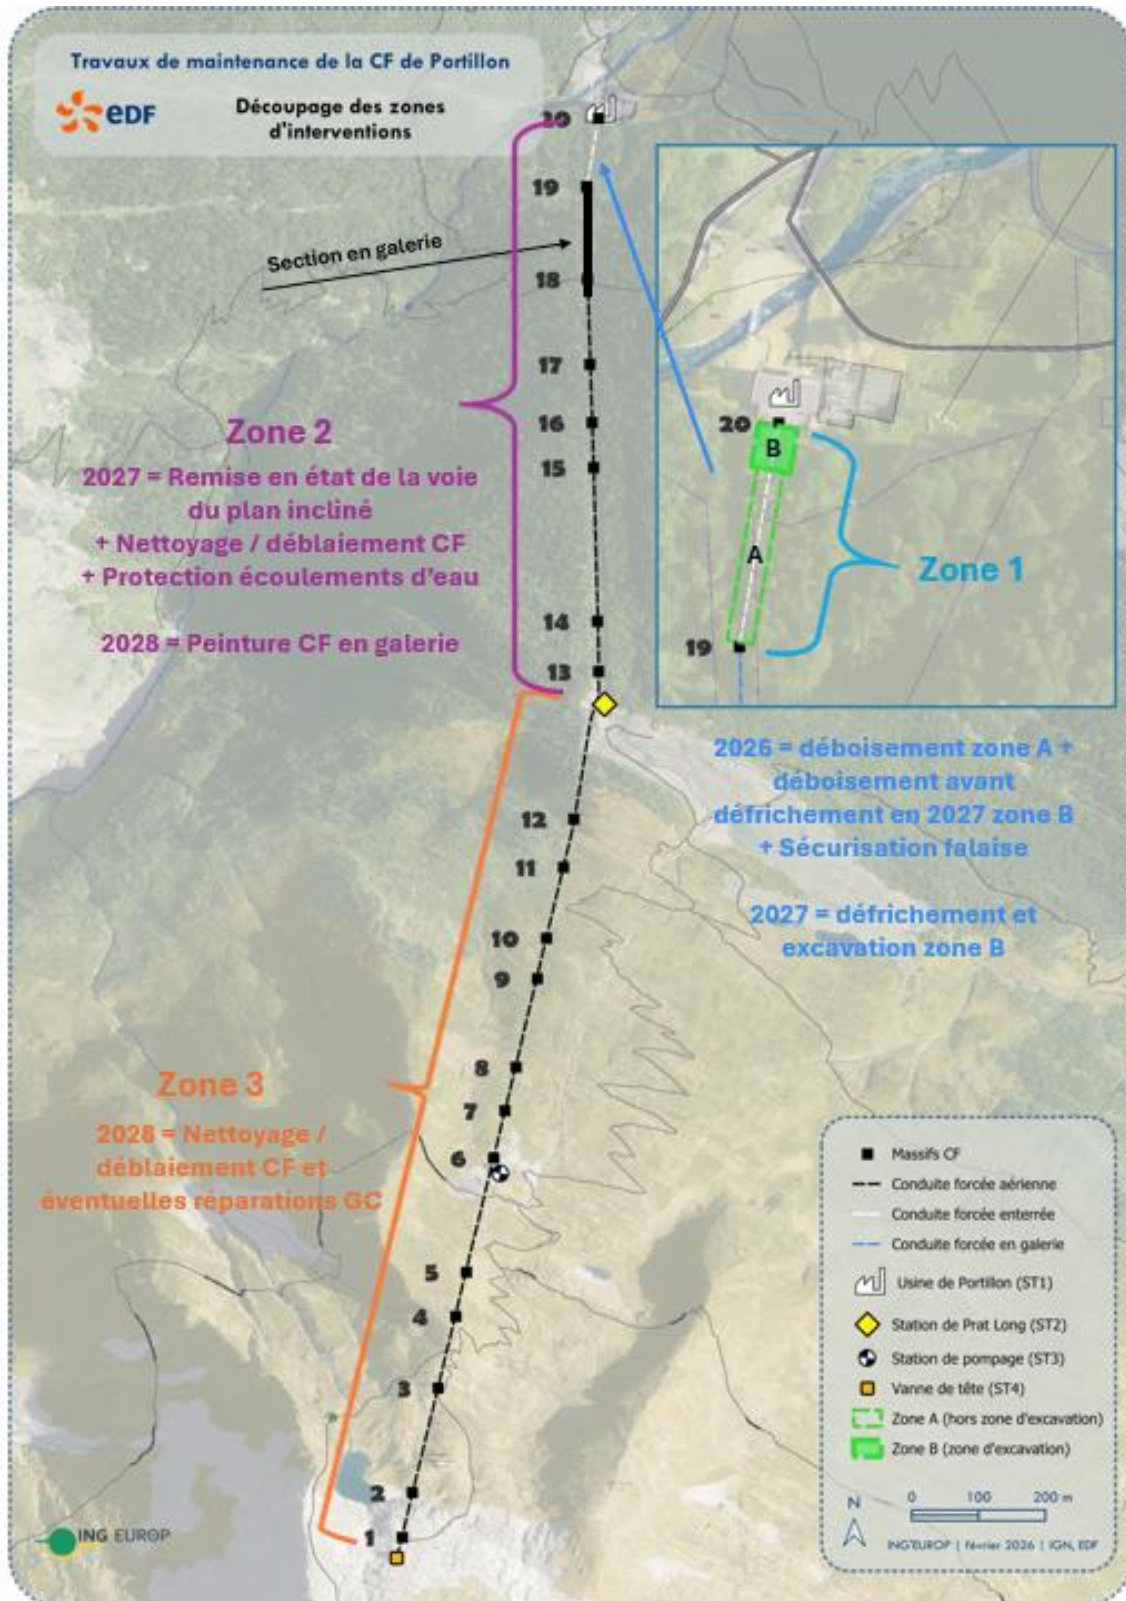 Travaux de maintenance de la CF de Portillon
eDF
Découpage des zones
d'interventions
20
19
Section en galerie
18
17
16
15
14
13
12
11
10
9
8
7
6
5
4
3
2
1
Zone 2
2027 = Remise en état de la voie
du plan incliné
+ Nettoyage / déblaiement CF
+ Protection écoulements d'eau
2028 = Peinture CF en galerie
20
B
A
19
Zone 1
2026 = déboisement zone A +
déboisement avant
défrichement en 2027 zone B
+ Sécurisation falaise
2027 = défrichement et
excavation zone B
Zone 3
2028 = Nettoyage /
déblaiement CF et
éventuelles réparations GC
Massifs CF
Conduite forcée aérienne
Conduite forcée enterrée
Conduite forcée en galerie
Usine de Portillon (ST1)
Station de Prat Long (ST2)
Station de pompage (ST3)
Vanne de tête (ST4)
Zone A (hors zone d'excavation)
Zone B (zone d'excavation)
N
0 100 200 m
ING'EUROP | février 2026 | IGN, EDF
ING EUROP